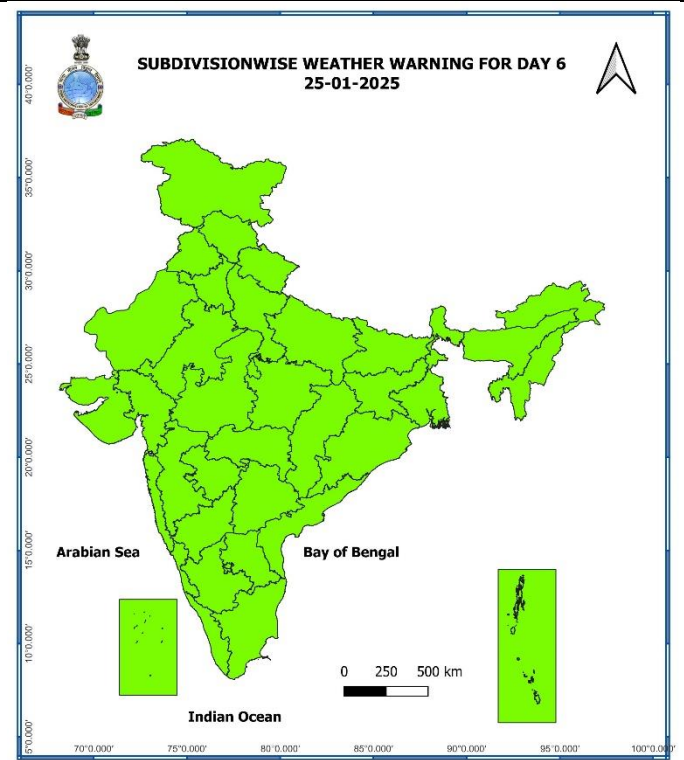 SUBDIVISIONWISE WEATHER WARNING FOR DAY 6
25-01-2025
40°0.000'
35°0.000'
30°0.000'
25°0.000'
20°0.000'
15°0.000'
10°0.000'
5°0.000'
Arabian Sea
Bay of Bengal
0 250 500 km
Indian Ocean
70°0.000' 75°0.000' 80°0.000' 85°0.000' 90°0.000' 95°0.000' 100°0.000'